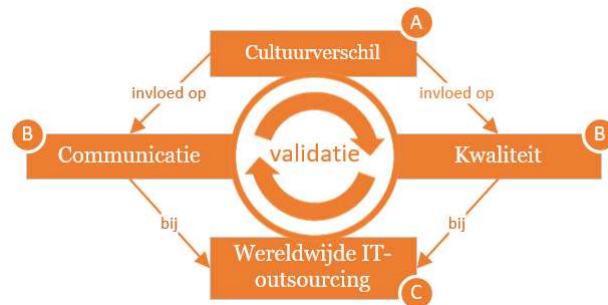 A
Cultuurverschil
invloed op
invloed op
B
Communicatie
validatie
B
Kwaliteit
bij
bij
Wereldwijde IT-
outsourcing
C